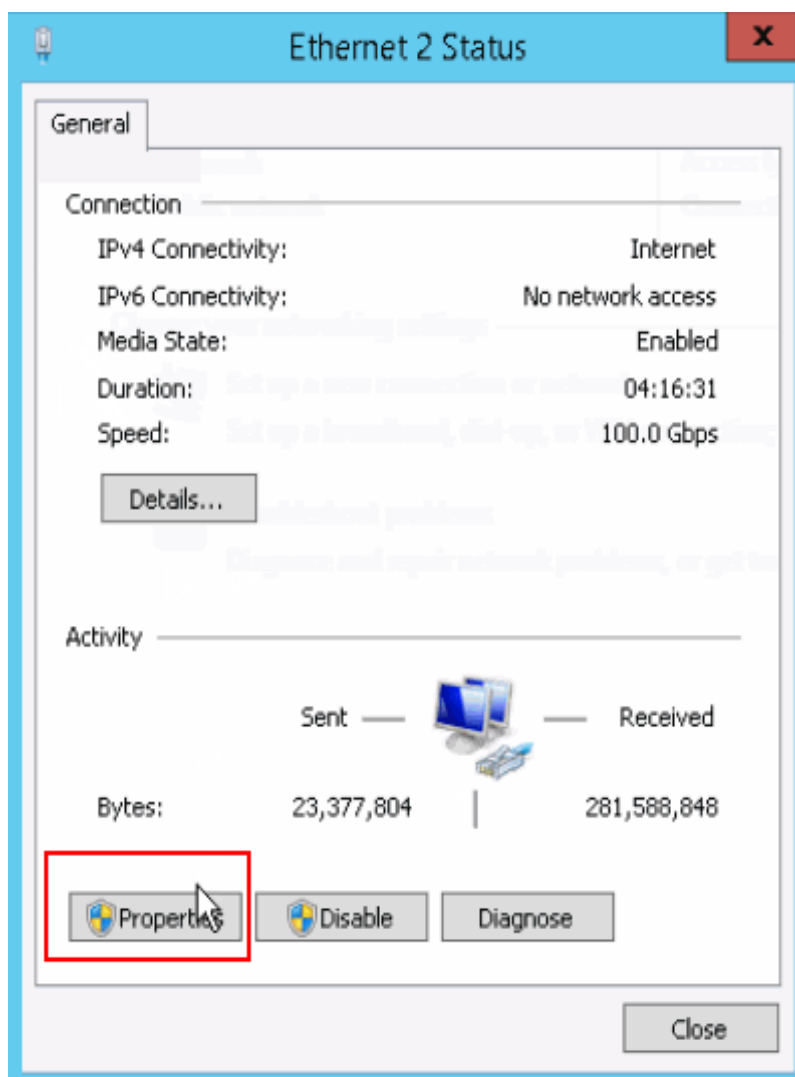 Ethernet 2 Status
X
General
Connection
IPv4 Connectivity: Internet
IPv6 Connectivity: No network access
Media State: Enabled
Duration: 04:16:31
Speed: 100.0 Gbps
Details...
Activity
Sent Received
Bytes: 23,377,804 281,588,848
Properties Disable Diagnose
Close